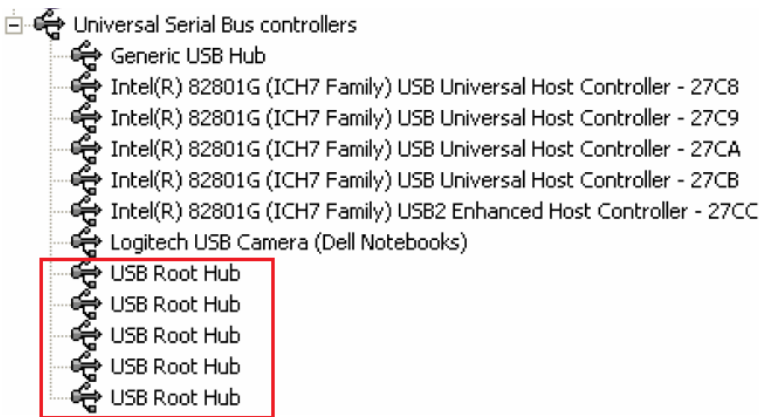 Universal Serial Bus controllers
Generic USB Hub
Intel(R) 82801G (ICH7 Family) USB Universal Host Controller - 27C8
Intel(R) 82801G (ICH7 Family) USB Universal Host Controller - 27C9
Intel(R) 82801G (ICH7 Family) USB Universal Host Controller - 27CA
Intel(R) 82801G (ICH7 Family) USB Universal Host Controller - 27CB
Intel(R) 82801G (ICH7 Family) USB2 Enhanced Host Controller - 27CC
Logitech USB Camera (Dell Notebooks)
USB Root Hub
USB Root Hub
USB Root Hub
USB Root Hub
USB Root Hub